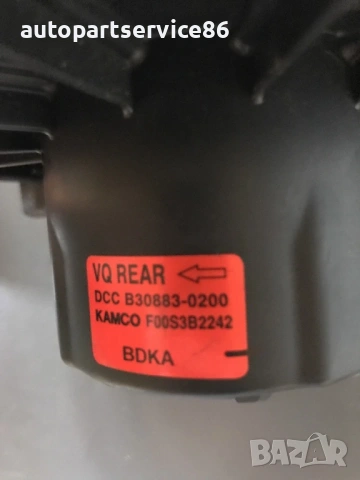 autopartservice86
VQ REAR
DCC B30883-0200
KAMCO F00S3B2242
BDKA
BAZAR